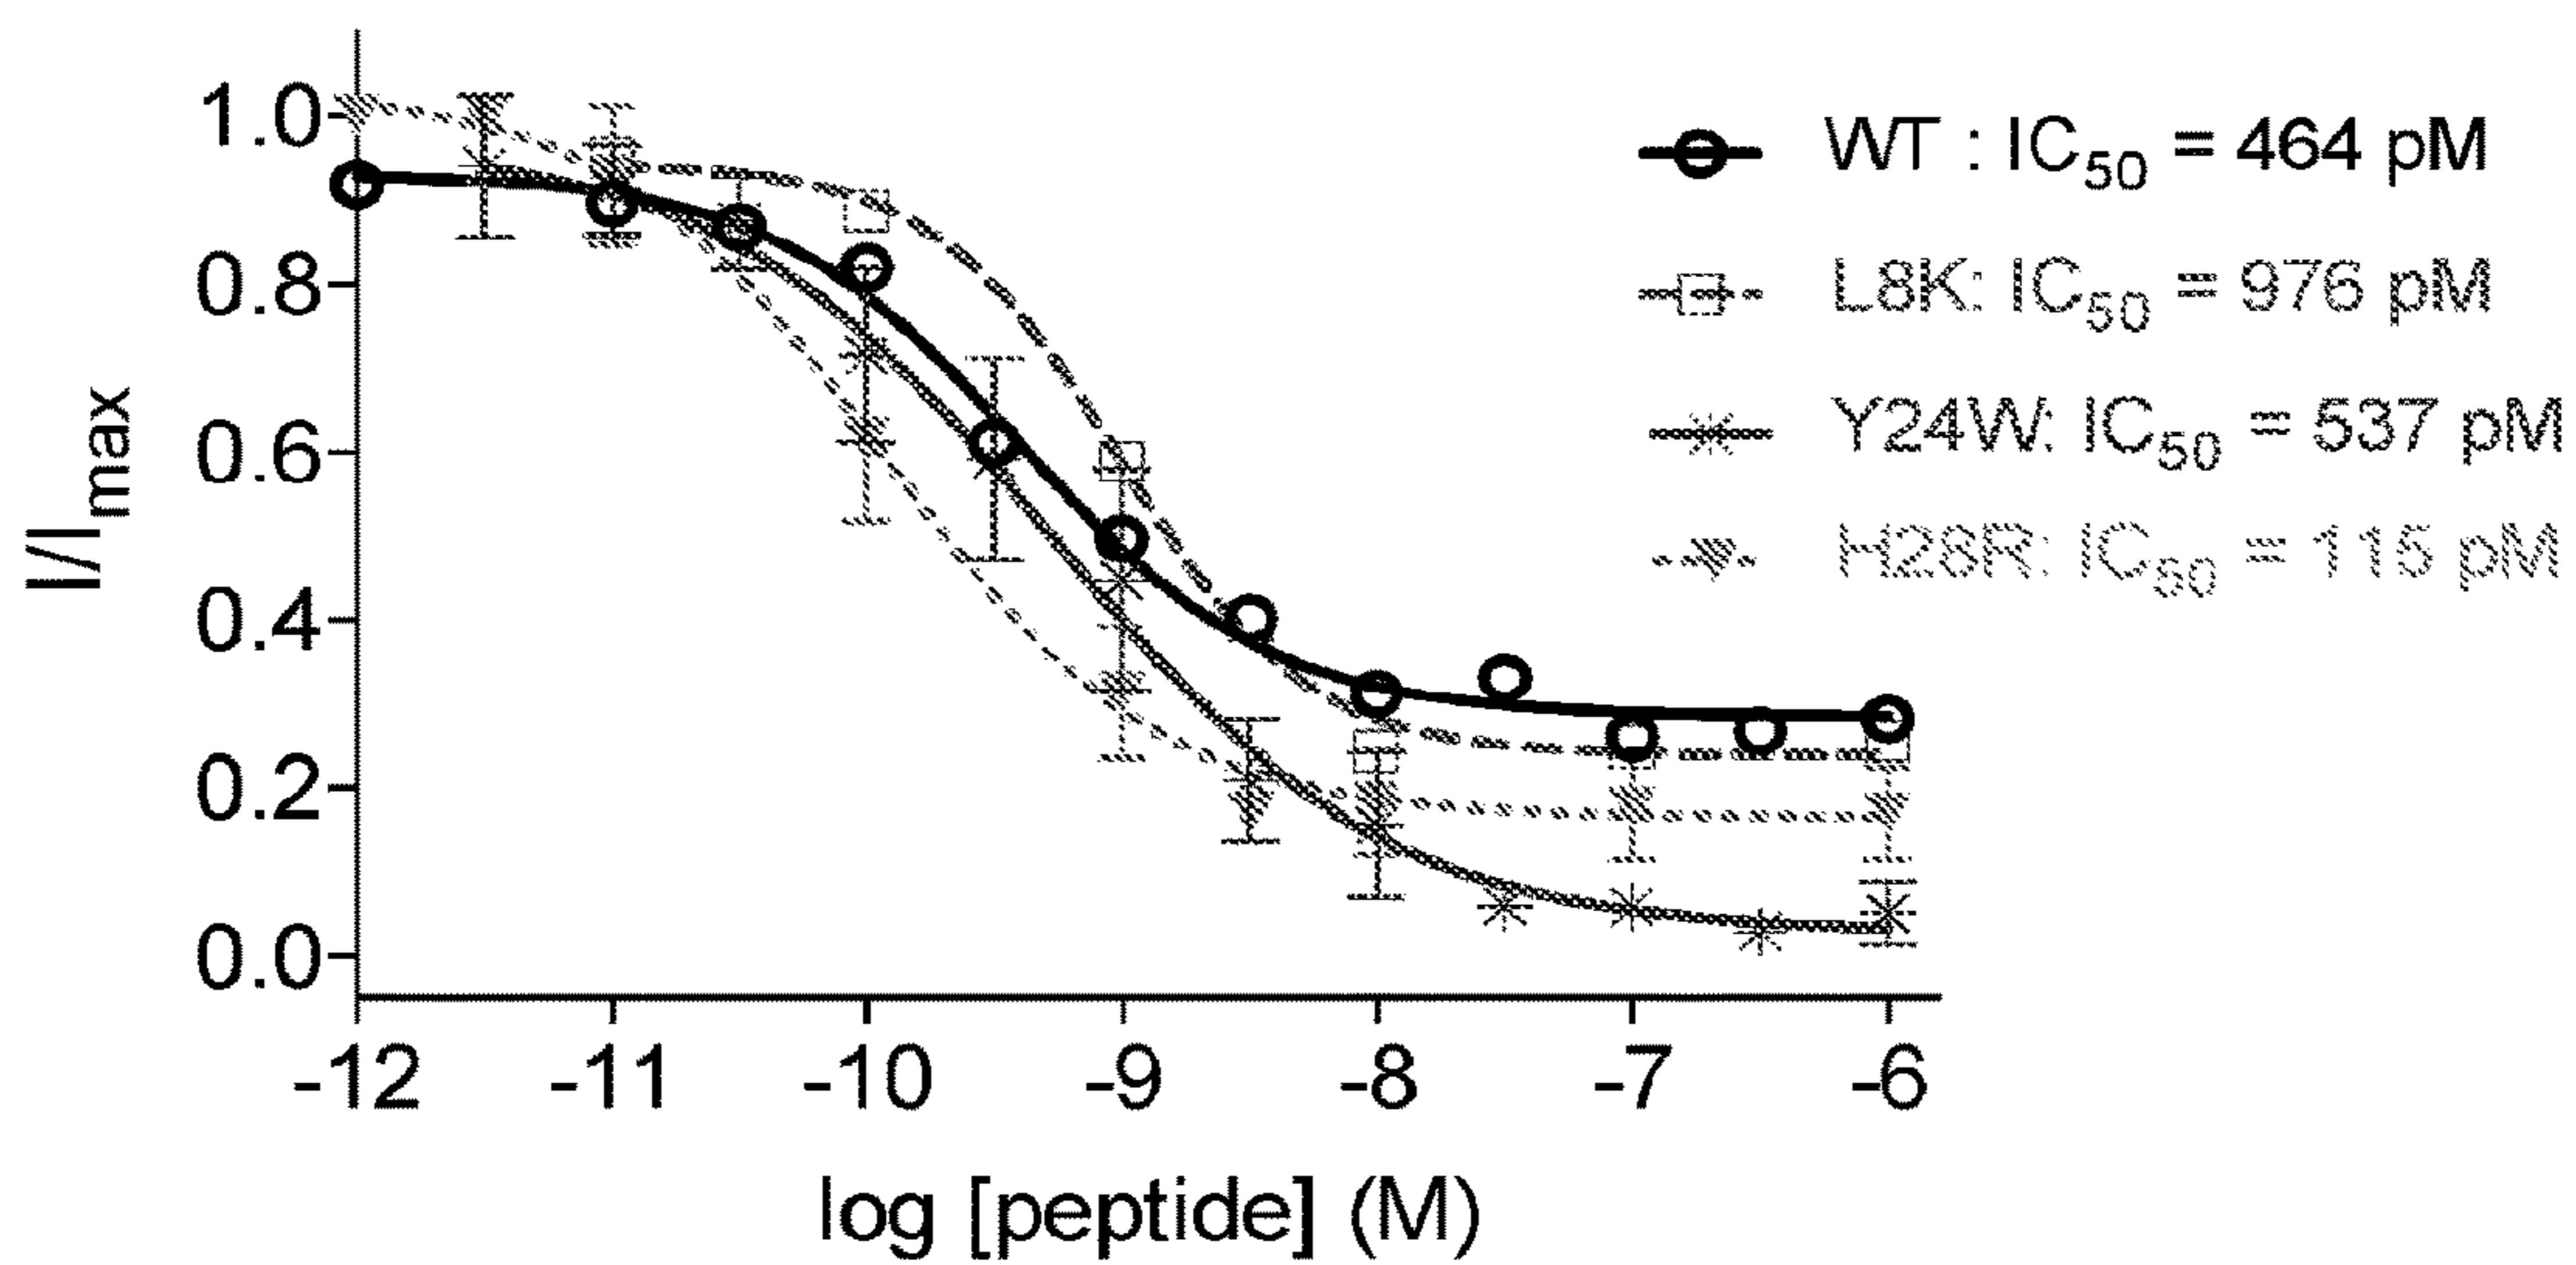 1.0
0.8
0.6
0.4
0.2
0.0
I/Imax
-12 -11 -10 -9 -8 -7 -6
log [peptide] (M)
WT : IC50 = 464 pM
L8K: IC50 = 976 pM
Y24W: IC50 = 537 pM
H28R: IC50 = 115 pM